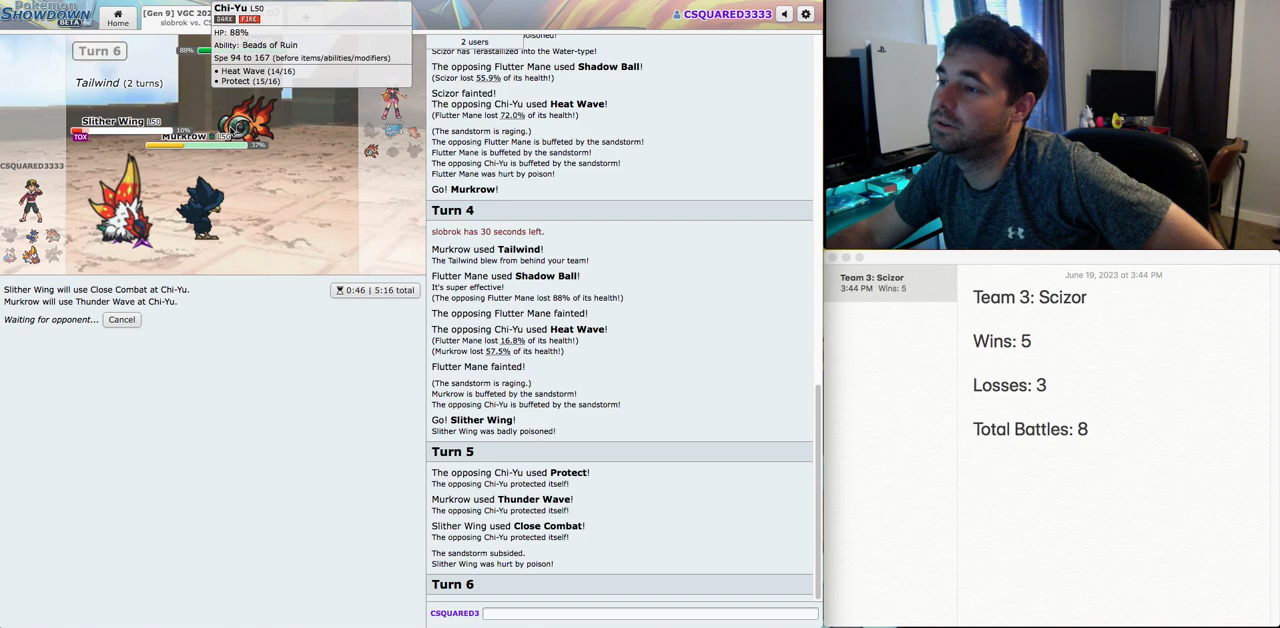 Pokémon
SHOWDOWN
BETA
Home
[Gen 9] VGC 202
slobrok vs. CS
CSQUARED3333
Chi-Yu L50
DARK FIRE
HP: 88%
Ability: Beads of Ruin
Spe 94 to 167 (before items/abilities/modifiers)
• Heat Wave (14/16)
• Protect (15/16)
Turn 6
88%
Tailwind (2 turns)
Slither Wing L50
10%
TOX
Murkrow
37%
CSQUARED3333
Slither Wing will use Close Combat at Chi-Yu.
Murkrow will use Thunder Wave at Chi-Yu.
0:46 | 5:16 total
Waiting for opponent...
Cancel
2 users
Scizor has Terastallized into the Water-type!
The opposing Flutter Mane used Shadow Ball!
(Scizor lost 55.9% of its health!)
Scizor fainted!
The opposing Chi-Yu used Heat Wave!
(Flutter Mane lost 72.0% of its health!)
(The sandstorm is raging.)
The opposing Flutter Mane is buffeted by the sandstorm!
Flutter Mane is buffeted by the sandstorm!
The opposing Chi-Yu is buffeted by the sandstorm!
Flutter Mane was hurt by poison!
Go! Murkrow!
Turn 4
slobrok has 30 seconds left.
Murkrow used Tailwind!
The Tailwind blew from behind your team!
Flutter Mane used Shadow Ball!
It's super effective!
(The opposing Flutter Mane lost 88% of its health!)
The opposing Flutter Mane fainted!
The opposing Chi-Yu used Heat Wave!
(Flutter Mane lost 16.8% of its health!)
(Murkrow lost 57.5% of its health!)
Flutter Mane fainted!
(The sandstorm is raging.)
Murkrow is buffeted by the sandstorm!
The opposing Chi-Yu is buffeted by the sandstorm!
Go! Slither Wing!
Slither Wing was badly poisoned!
Turn 5
The opposing Chi-Yu used Protect!
The opposing Chi-Yu protected itself!
Murkrow used Thunder Wave!
The opposing Chi-Yu protected itself!
Slither Wing used Close Combat!
The opposing Chi-Yu protected itself!
The sandstorm subsided.
Slither Wing was hurt by poison!
Turn 6
CSQUARED3
Team 3: Scizor
3:44 PM Wins: 5
June 19, 2023 at 3:44 PM
Team 3: Scizor
Wins: 5
Losses: 3
Total Battles: 8